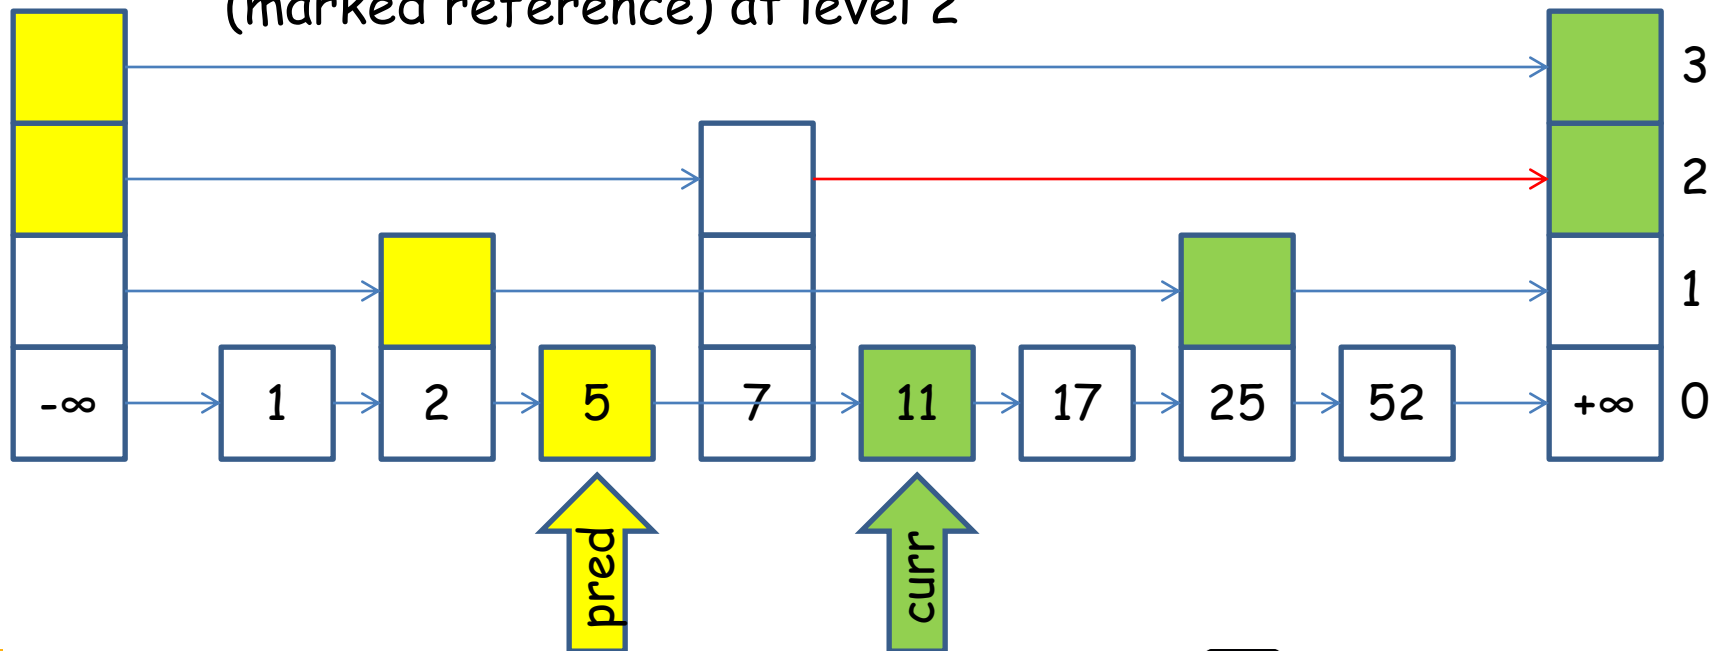 (marked reference) at level 2
3
2
1
-∞ 1 2 5 7 11 17 25 52 +∞ 0
pred curr